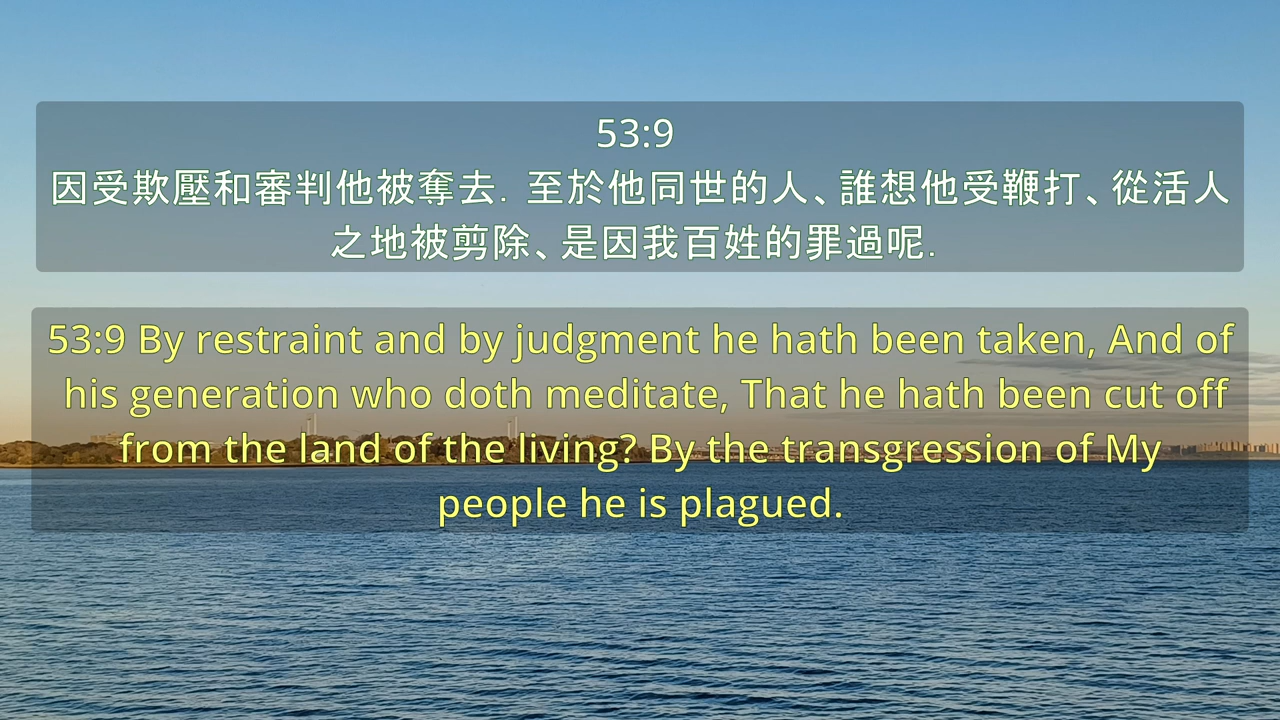 53:9
因受欺壓和審判他被奪去. 至於他同世的人、誰想他受鞭打、從活人
之地被剪除、是因我百姓的罪過呢.
53:9 By restraint and by judgment he hath been taken, And of
his generation who doth meditate, That he hath been cut off
from the land of the living? By the transgression of My
people he is plagued.